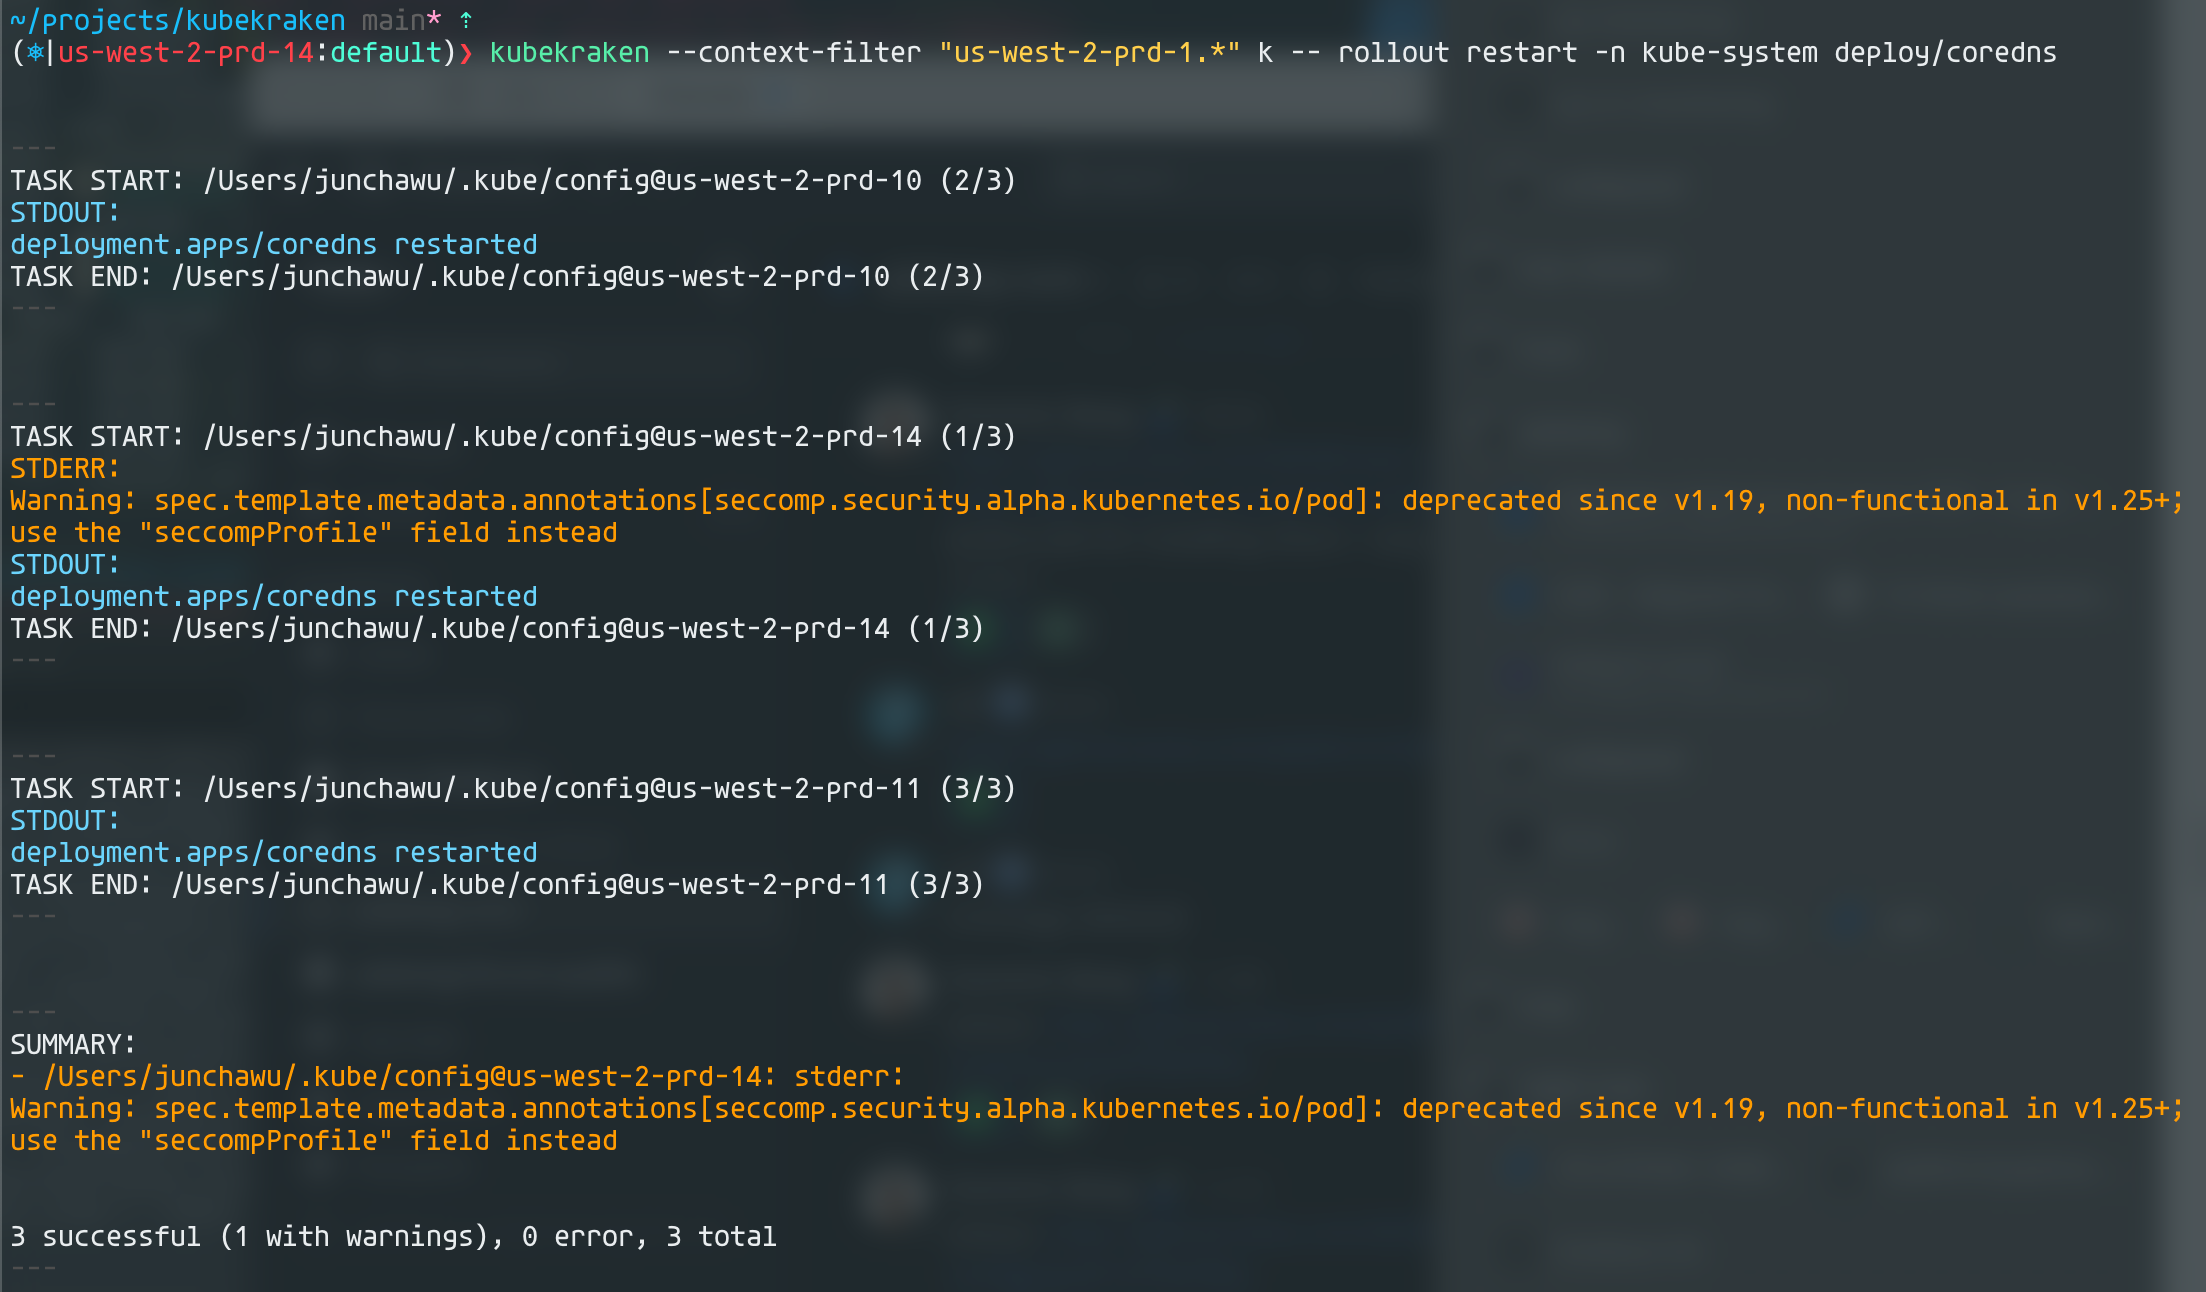 ~/projects/kubekraken main* ⇡
(⎈|us-west-2-prd-14:default)❯ kubekraken --context-filter "us-west-2-prd-1.*" k -- rollout restart -n kube-system deploy/coredns
---
TASK START: /Users/junchawu/.kube/config@us-west-2-prd-10 (2/3)
STDOUT:
deployment.apps/coredns restarted
TASK END: /Users/junchawu/.kube/config@us-west-2-prd-10 (2/3)
---
---
TASK START: /Users/junchawu/.kube/config@us-west-2-prd-14 (1/3)
STDERR:
Warning: spec.template.metadata.annotations[seccomp.security.alpha.kubernetes.io/pod]: deprecated since v1.19, non-functional in v1.25+;
use the "seccompProfile" field instead
STDOUT:
deployment.apps/coredns restarted
TASK END: /Users/junchawu/.kube/config@us-west-2-prd-14 (1/3)
---
---
TASK START: /Users/junchawu/.kube/config@us-west-2-prd-11 (3/3)
STDOUT:
deployment.apps/coredns restarted
TASK END: /Users/junchawu/.kube/config@us-west-2-prd-11 (3/3)
---
---
SUMMARY:
- /Users/junchawu/.kube/config@us-west-2-prd-14: stderr:
Warning: spec.template.metadata.annotations[seccomp.security.alpha.kubernetes.io/pod]: deprecated since v1.19, non-functional in v1.25+;
use the "seccompProfile" field instead
3 successful (1 with warnings), 0 error, 3 total
---